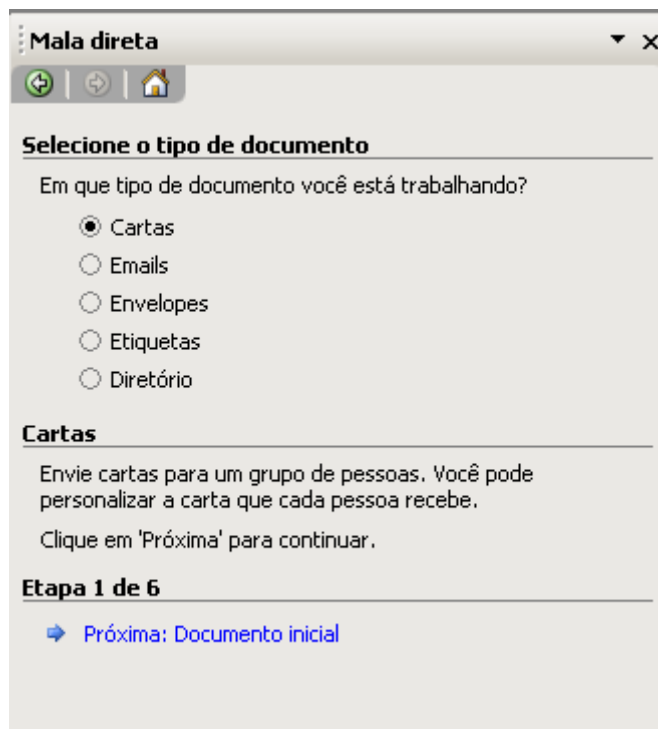 Mala direta
Selecione o tipo de documento
Em que tipo de documento você está trabalhando?
Cartas
Emails
Envelopes
Etiquetas
Diretório
Cartas
Envie cartas para um grupo de pessoas. Você pode
personalizar a carta que cada pessoa recebe.
Clique em 'Próxima' para continuar.
Etapa 1 de 6
Próxima: Documento inicial